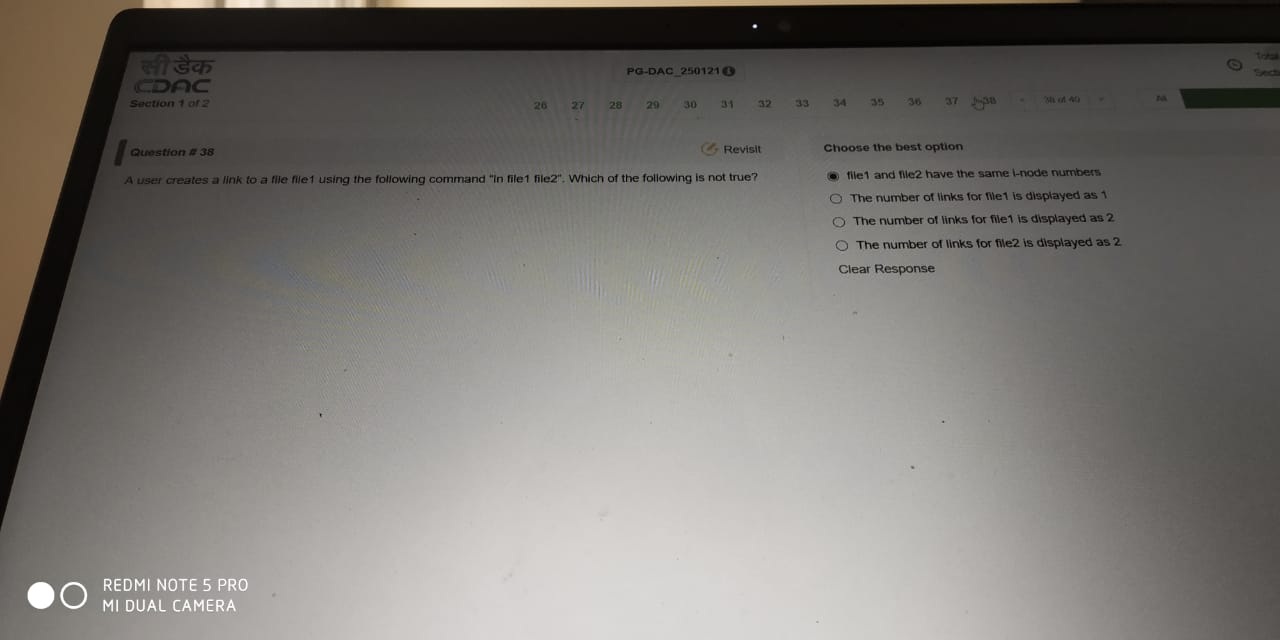 सी डैक
CDAC
Section 1 of 2
PG-DAC_250121
Total
26 27 28 29 30 31 32 33 34 35 36 37 38 38 of 40 All
Question # 38
Revisit
Choose the best option
A user creates a link to a file file1 using the following command "ln file1 file2". Which of the following is not true?
file1 and file2 have the same i-node numbers
The number of links for file1 is displayed as 1
The number of links for file1 is displayed as 2
The number of links for file2 is displayed as 2
Clear Response
REDMI NOTE 5 PRO
MI DUAL CAMERA